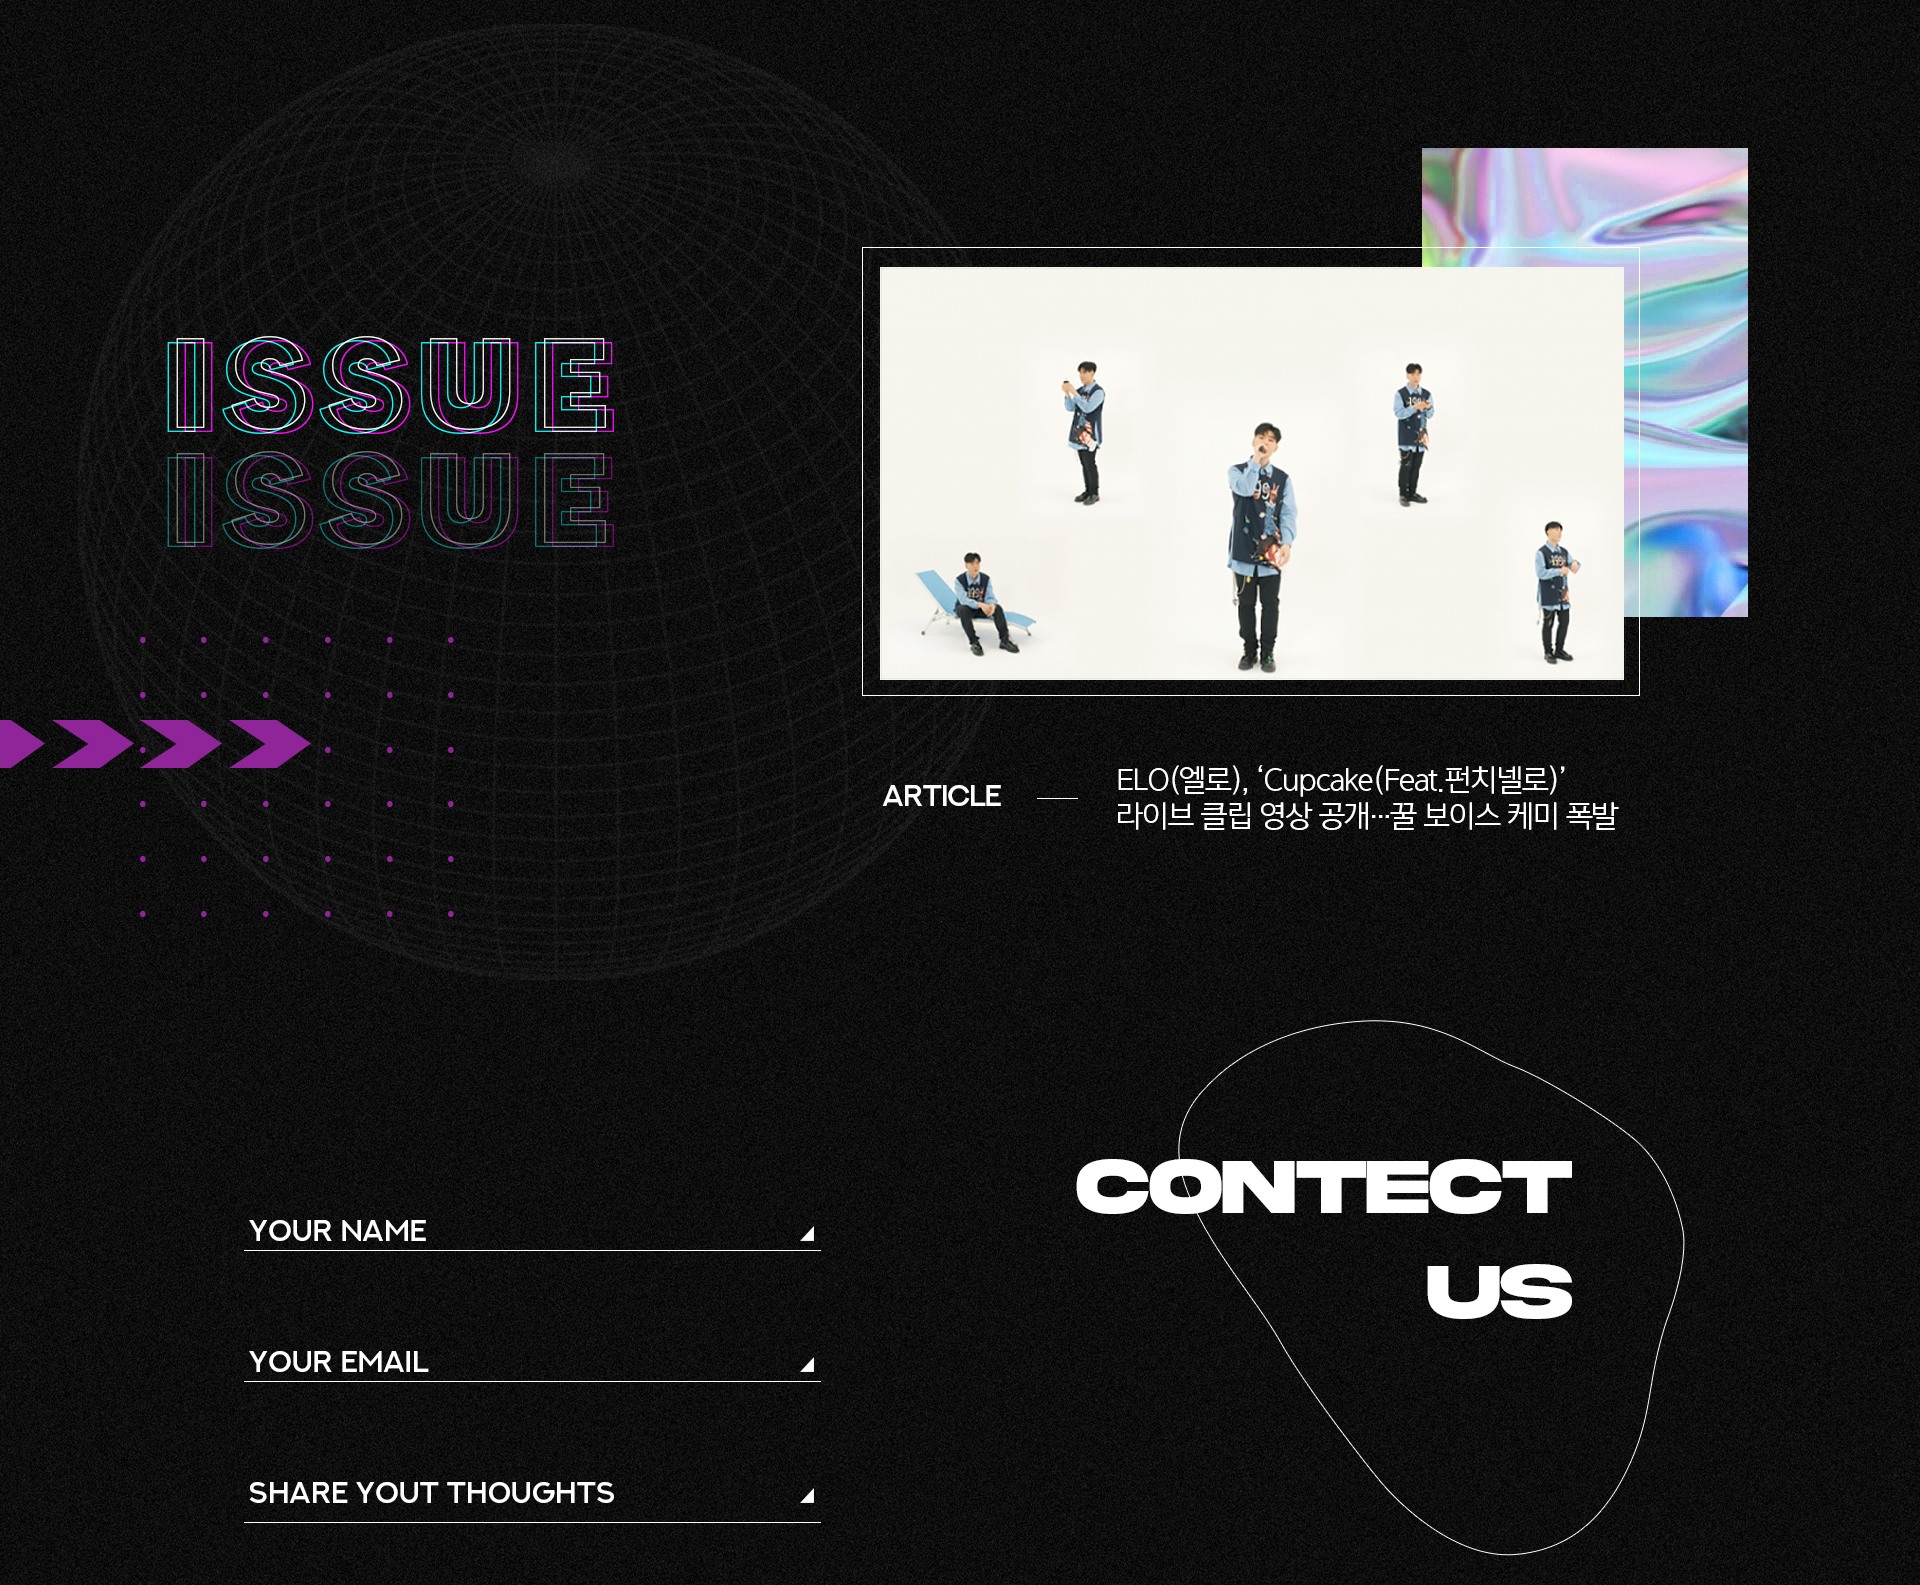 ISSUE
ISSUE
ARTICLE
ELO(엘로), ‘Cupcake(Feat.펀치넬로)’
라이브 클립 영상 공개…꿀 보이스 케미 폭발
CONTECT
US
YOUR NAME
YOUR EMAIL
SHARE YOUT THOUGHTS